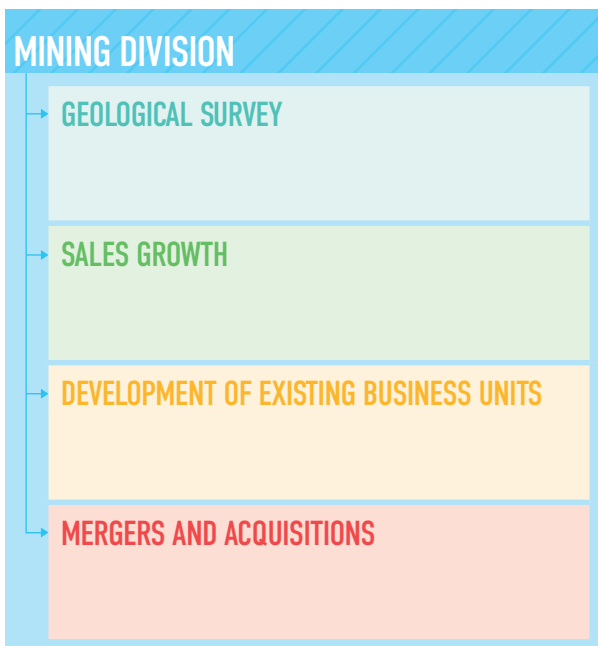 MINING DIVISION
GEOLOGICAL SURVEY
SALES GROWTH
DEVELOPMENT OF EXISTING BUSINESS UNITS
MERGERS AND ACQUISITIONS